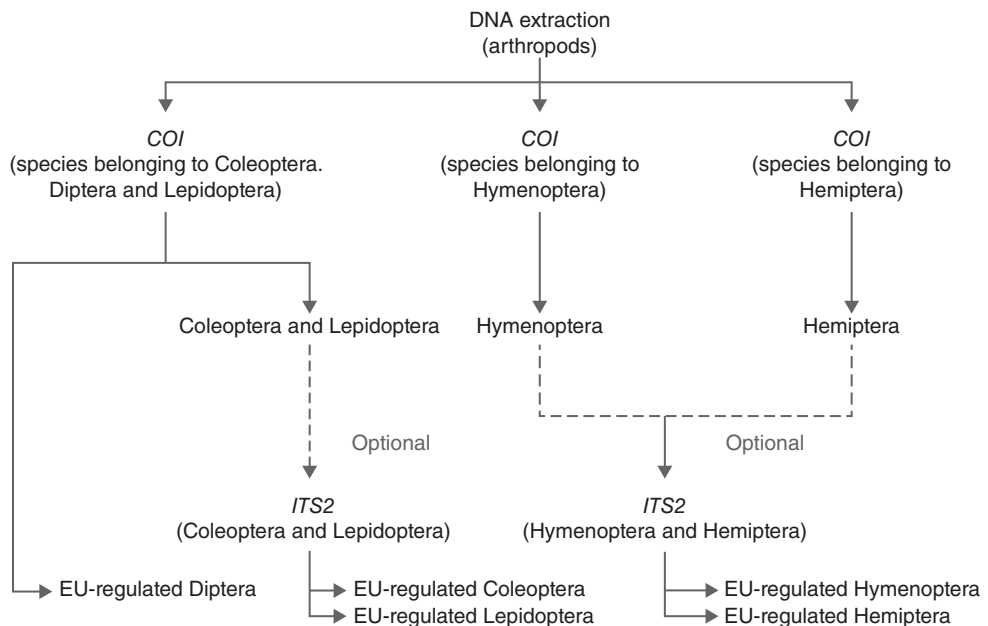 DNA extraction
(arthropods)
COI
(species belonging to Coleoptera.
Diptera and Lepidoptera)
COI
(species belonging to
Hymenoptera)
COI
(species belonging to
Hemiptera)
Coleoptera and Lepidoptera
Hymenoptera
Hemiptera
Optional
Optional
ITS2
(Coleoptera and Lepidoptera)
ITS2
(Hymenoptera and Hemiptera)
EU-regulated Diptera
EU-regulated Coleoptera
EU-regulated Lepidoptera
EU-regulated Hymenoptera
EU-regulated Hemiptera